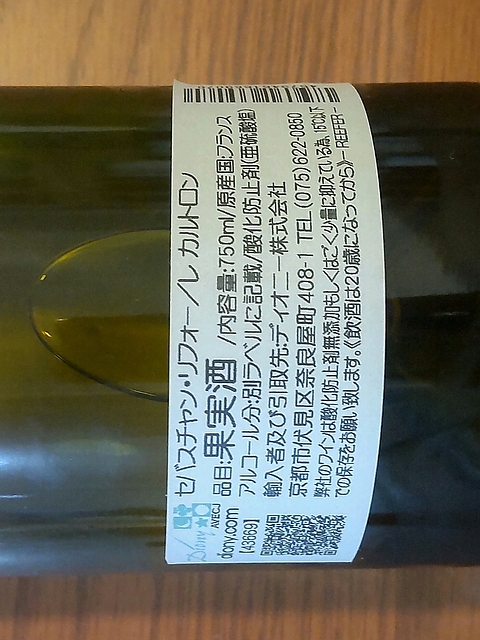 セバスチャン・リフォー/レ カルトロン
品目:果実酒 /内容量:750ml/原産国:フランス
アルコール分:別ラベルに記載/酸化防止剤(亜硫酸塩)
輸入者及び引取先:ディオニー株式会社
京都市伏見区奈良屋町408-1 TEL(075)622-0850
弊社のワインは酸化防止剤無添加もしくはごく少量に抑えている為、15℃以下
での保存をお願い致します。《飲酒は20歳になってから》− REEFER −
Diony
AVECJ
diony.com
[43669]